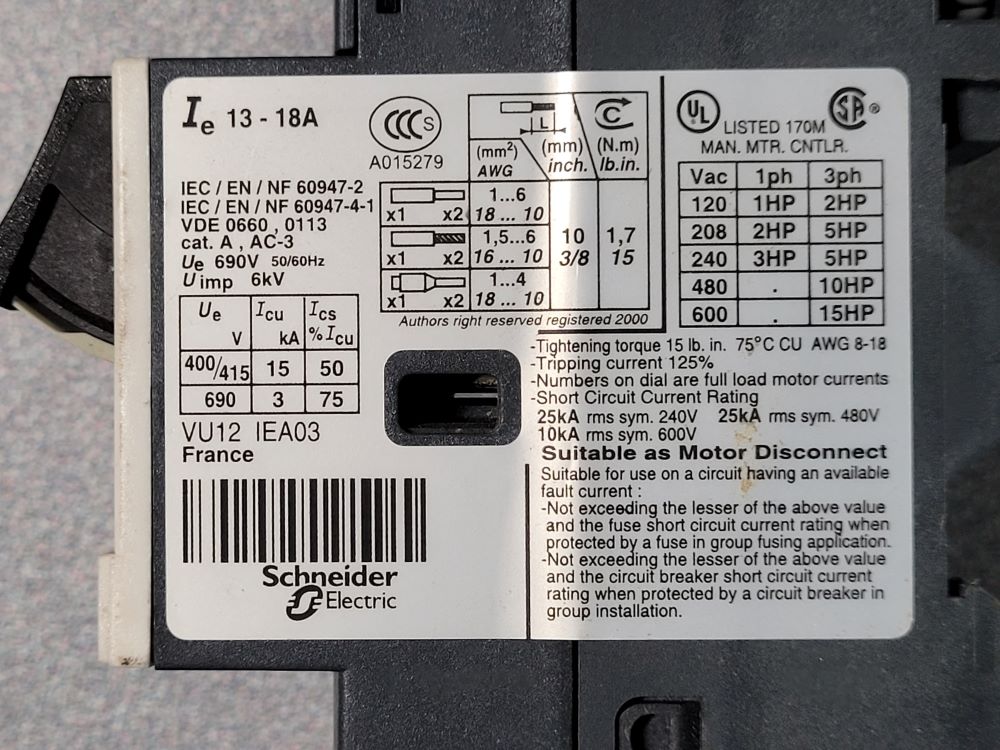 Ie 13 - 18A
CCC S
A015279
IEC / EN / NF 60947-2
IEC / EN / NF 60947-4-1
VDE 0660 , 0113
cat. A , AC-3
Ue 690V 50/60Hz
Uimp 6kV
Ue V Icu kA Ics %Icu
400/415 15 50
690 3 75
VU12 IEA03
France
Schneider
Electric
L C
(mm²) (mm) (N.m)
AWG inch. lb.in.
x1 x2 1...6
18 ... 10
x1 x2 1,5...6 10 1,7
16 ... 10 3/8 15
x1 x2 1...4
18 ... 10
Authors right reserved registered 2000
UL LISTED 170M SA ®
MAN. MTR. CNTLR.
Vac 1ph 3ph
120 1HP 2HP
208 2HP 5HP
240 3HP 5HP
480 . 10HP
600 . 15HP
-Tightening torque 15 lb. in. 75°C CU AWG 8-18
-Tripping current 125%
-Numbers on dial are full load motor currents
-Short Circuit Current Rating
25kA rms sym. 240V 25kA rms sym. 480V
10kA rms sym. 600V
Suitable as Motor Disconnect
Suitable for use on a circuit having an available
fault current :
-Not exceeding the lesser of the above value
and the fuse short circuit current rating when
protected by a fuse in group fusing application.
-Not exceeding the lesser of the above value
and the circuit breaker short circuit current
rating when protected by a circuit breaker in
group installation.